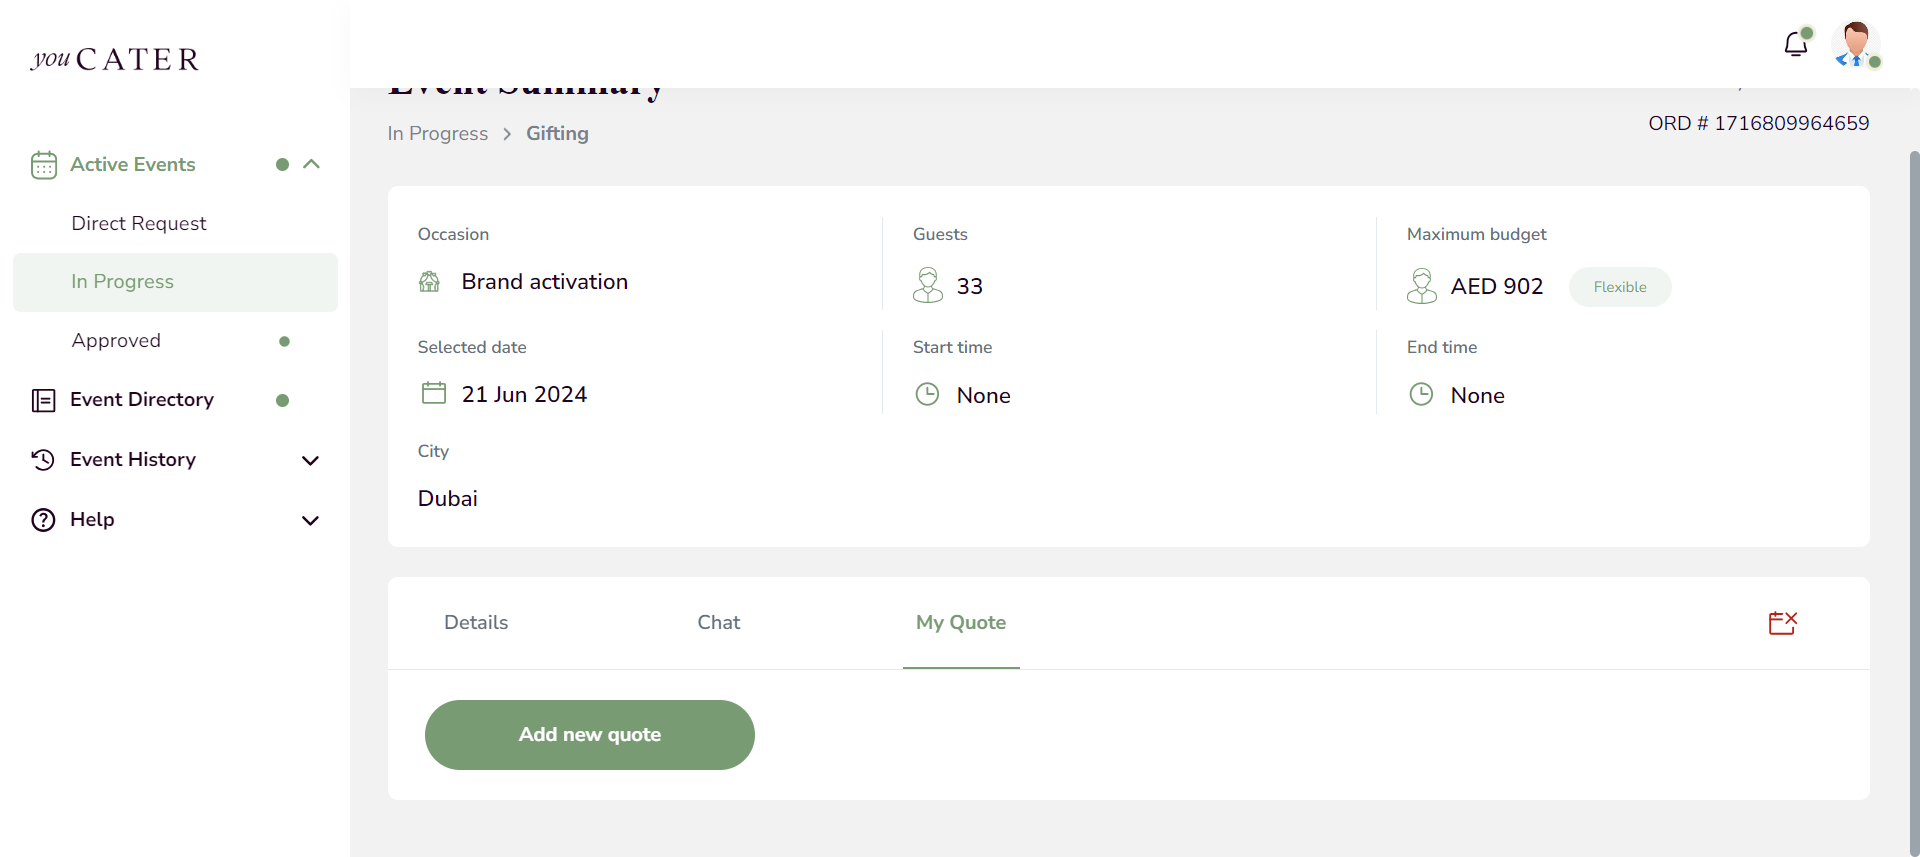 you CATER
Active Events
Direct Request
In Progress
Approved
Event Directory
Event History
Help
Event Summary
In Progress > Gifting
ORD # 1716809964659
Occasion
Brand activation
Guests
33
Maximum budget
AED 902
Flexible
Selected date
21 Jun 2024
Start time
None
End time
None
City
Dubai
Details
Chat
My Quote
Add new quote